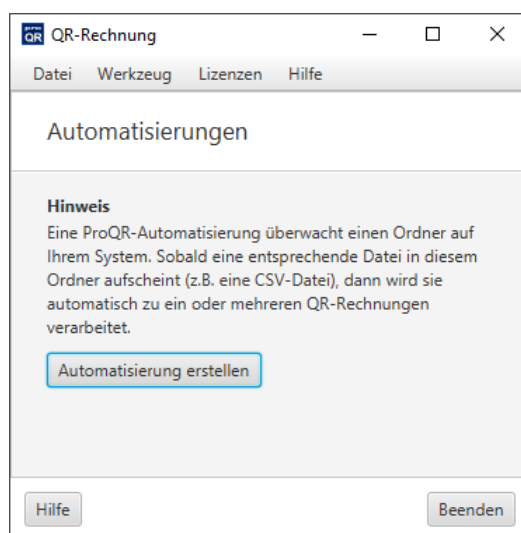 pro
QR
QR-Rechnung
Datei Werkzeug Lizenzen Hilfe
Automatisierungen
Hinweis
Eine ProQR-Automatisierung überwacht einen Ordner auf
Ihrem System. Sobald eine entsprechende Datei in diesem
Ordner aufscheint (z.B. eine CSV-Datei), dann wird sie
automatisch zu ein oder mehreren QR-Rechnungen
verarbeitet.
Automatisierung erstellen
Hilfe Beenden